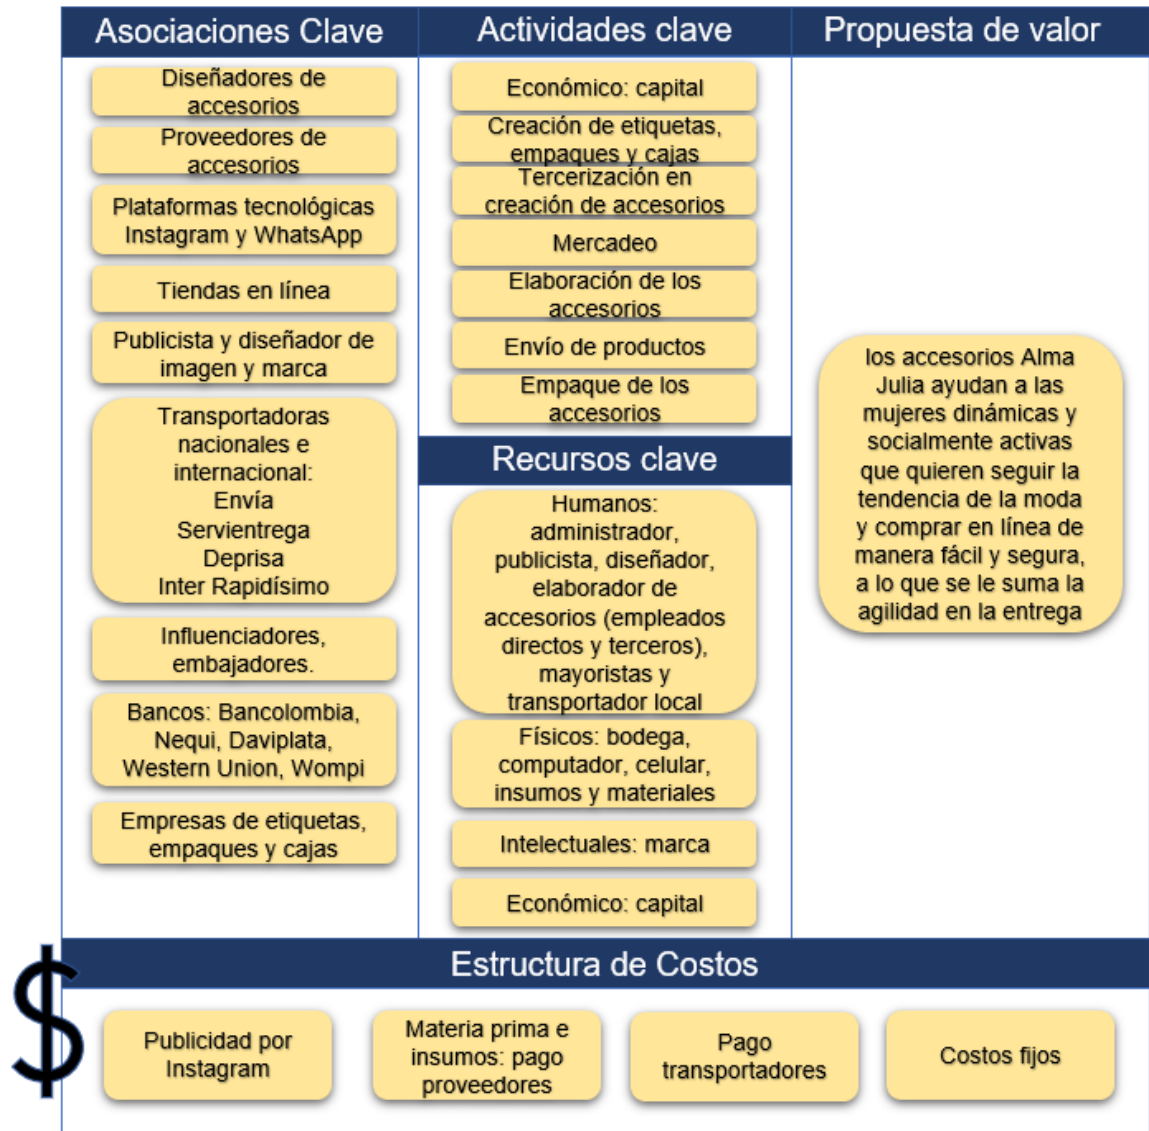 Asociaciones Clave
Diseñadores de
accesorios
Proveedores de
accesorios
Plataformas tecnológicas
Instagram y WhatsApp
Tiendas en línea
Publicista y diseñador de
imagen y marca
Transportadoras
nacionales e
internacional:
Envía
Servientrega
Deprisa
Inter Rapidísimo
Influenciadores,
embajadores.
Bancos: Bancolombia,
Nequi, Daviplata,
Western Union, Wompi
Empresas de etiquetas,
empaques y cajas
Actividades clave
Económico: capital
Creación de etiquetas,
empaques y cajas
Tercerización en
creación de accesorios
Mercadeo
Elaboración de los
accesorios
Envío de productos
Empaque de los
accesorios
Recursos clave
Humanos:
administrador,
publicista, diseñador,
elaborador de
accesorios (empleados
directos y terceros),
mayoristas y
transportador local
Físicos: bodega,
computador, celular,
insumos y materiales
Intelectuales: marca
Económico: capital
Propuesta de valor
los accesorios Alma
Julia ayudan a las
mujeres dinámicas y
socialmente activas
que quieren seguir la
tendencia de la moda
y comprar en línea de
manera fácil y segura,
a lo que se le suma la
agilidad en la entrega
$
Estructura de Costos
Publicidad por
Instagram
Materia prima e
insumos: pago
proveedores
Pago
transportadores
Costos fijos